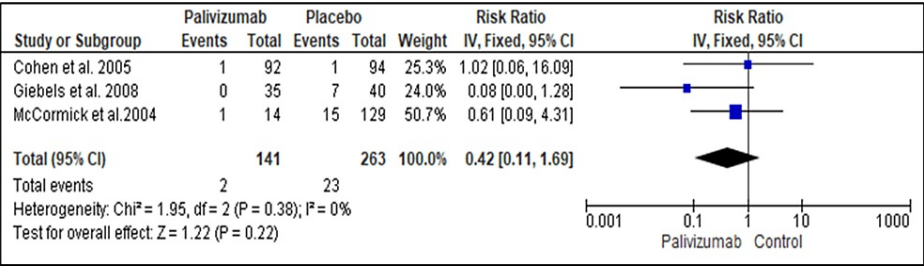 Palivizumab Placebo Risk Ratio Risk Ratio
Study or Subgroup Events Total Events Total Weight IV, Fixed, 95% CI IV, Fixed, 95% CI
Cohen et al. 2005 1 92 1 94 25.3% 1.02 [0.06, 16.09]
Giebels et al. 2008 0 35 7 40 24.0% 0.08 [0.00, 1.28]
McCormick et al.2004 1 14 15 129 50.7% 0.61 [0.09, 4.31]
Total (95% CI) 141 263 100.0% 0.42 [0.11, 1.69]
Total events 2 23
Heterogeneity: Chi² = 1.95, df = 2 (P = 0.38); I² = 0%
Test for overall effect: Z = 1.22 (P = 0.22)
0.001 0.1 1 10 1000
Palivizumab Control